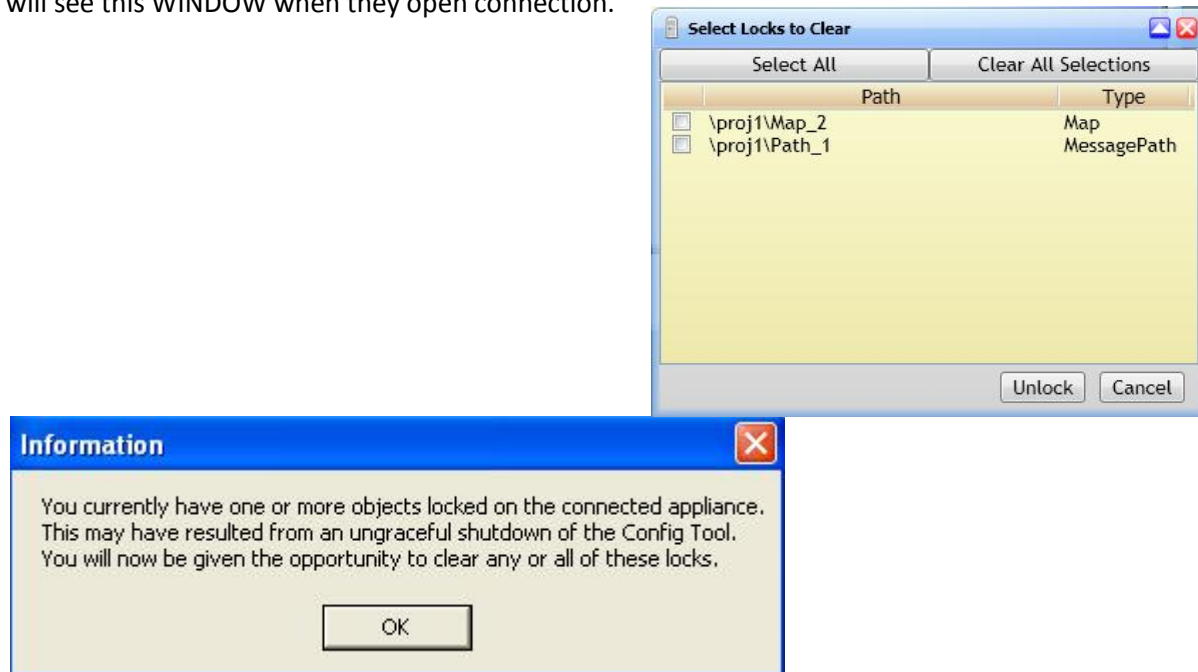 will see this WINDOW when they open connection.
Select Locks to Clear
Select All Clear All Selections
Path Type
\proj1\Map_2 Map
\proj1\Path_1 MessagePath
Unlock Cancel
Information
You currently have one or more objects locked on the connected appliance.
This may have resulted from an ungraceful shutdown of the Config Tool.
You will now be given the opportunity to clear any or all of these locks.
OK